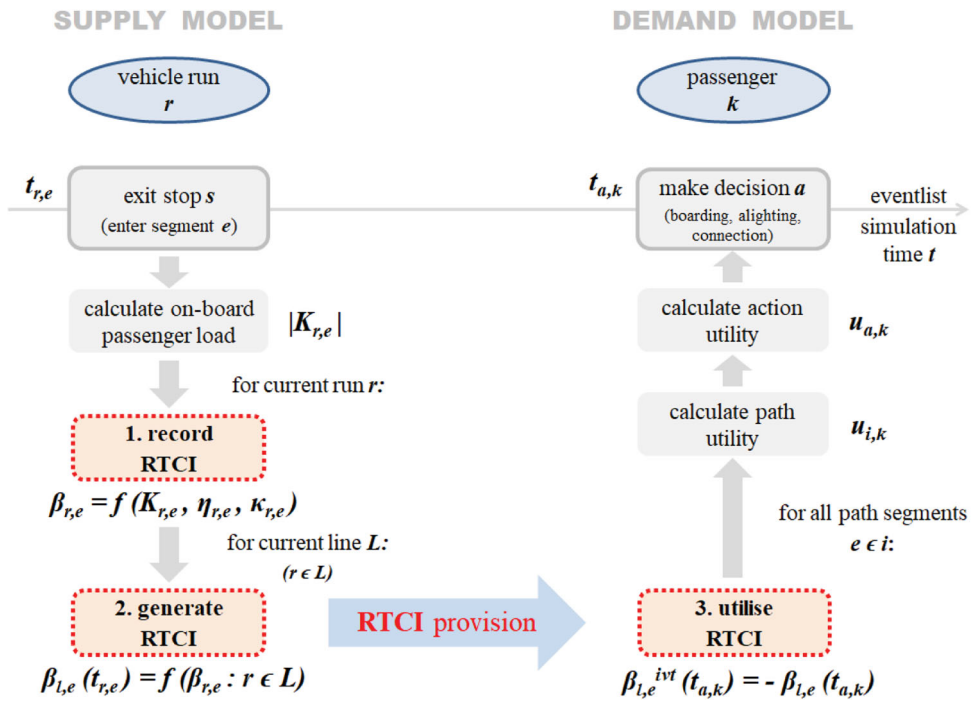 SUPPLY MODEL
vehicle run
r
t_{r,e}
exit stop s
(enter segment e)
calculate on-board
passenger load
|K_{r,e}|
for current run r:
1. record
RTCI
β_{r,e} = f (K_{r,e} , η_{r,e} , κ_{r,e})
for current line L:
(r ϵ L)
2. generate
RTCI
β_{l,e} (t_{r,e}) = f (β_{r,e} : r ϵ L)
RTCI provision
DEMAND MODEL
passenger
k
t_{a,k}
make decision a
(boarding, alighting,
connection)
eventlist
simulation
time t
calculate action
utility
u_{a,k}
calculate path
utility
u_{i,k}
for all path segments
e ϵ i:
3. utilise
RTCI
β_{l,e}^{ivt} (t_{a,k}) = - β_{l,e} (t_{a,k})